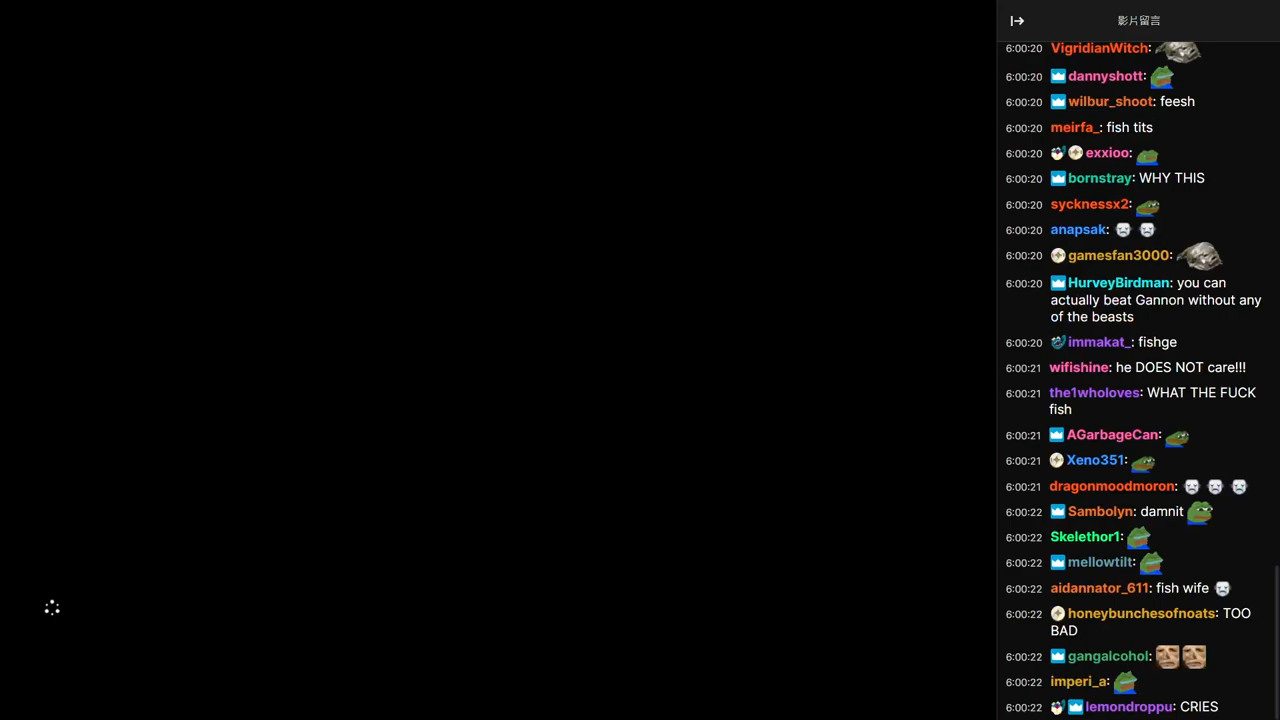 影片留言
6:00:20 VigridianWitch:
6:00:20 dannyshott:
6:00:20 wilbur_shoot: feesh
6:00:20 meirfa_: fish tits
6:00:20 exxioo:
6:00:20 bornstray: WHY THIS
6:00:20 sycknessx2:
6:00:20 anapsak:
6:00:20 gamesfan3000:
6:00:20 HurveyBirdman: you can
actually beat Gannon without any
of the beasts
6:00:20 immakat_: fishge
6:00:21 wifishine: he DOES NOT care!!!
6:00:21 the1wholoves: WHAT THE FUCK
fish
6:00:21 AGarbageCan:
6:00:21 Xeno351:
6:00:21 dragonmoodmoron:
6:00:22 Sambolyn: damnit
6:00:22 Skelethor1:
6:00:22 mellowtilt:
6:00:22 aidannator_611: fish wife
6:00:22 honeybunchesofnoats: TOO
BAD
6:00:22 gangalcohol:
6:00:22 imperi_a:
6:00:22 lemondroppu: CRIES